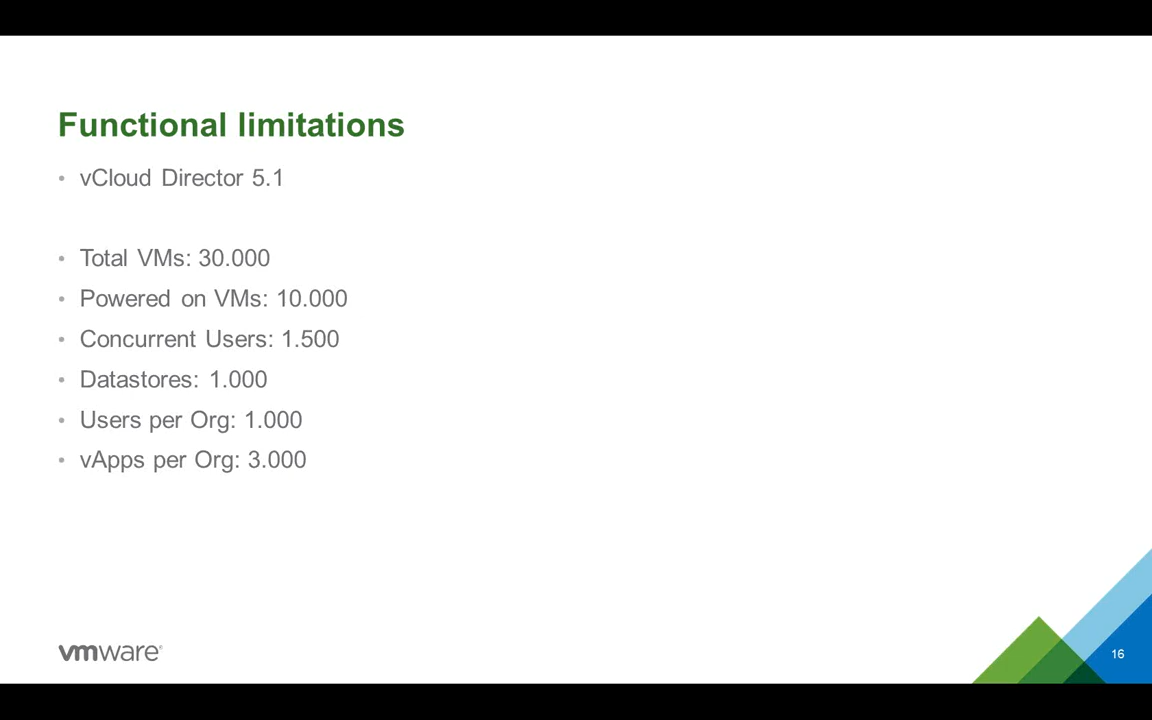 Functional limitations
• vCloud Director 5.1
• Total VMs: 30.000
• Powered on VMs: 10.000
• Concurrent Users: 1.500
• Datastores: 1.000
• Users per Org: 1.000
• vApps per Org: 3.000
vmware®
16